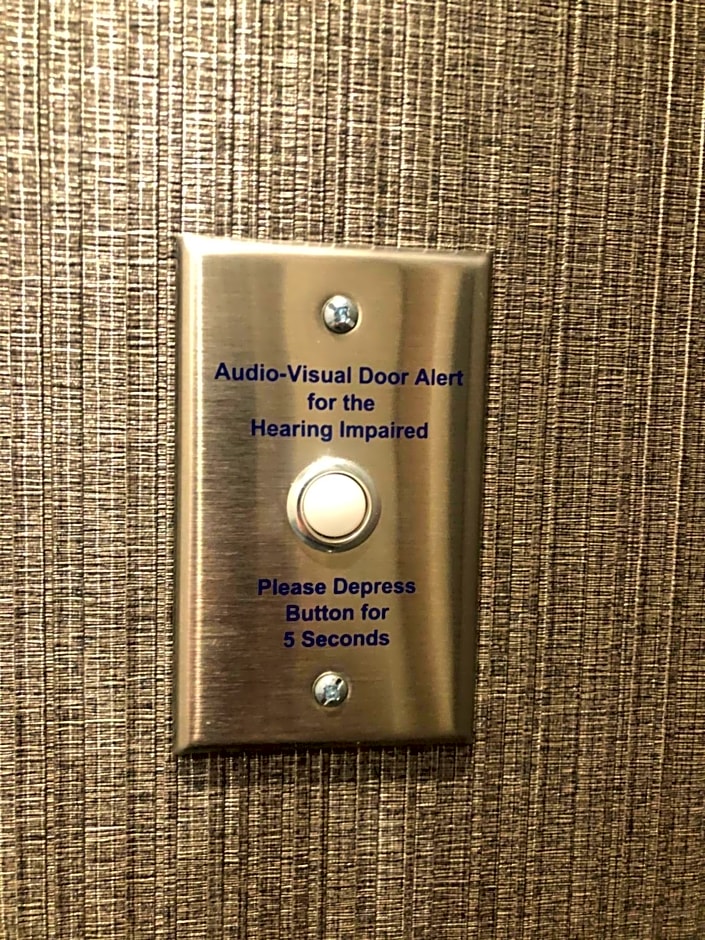 Audio-Visual Door Alert
for the
Hearing Impaired
Please Depress
Button for
5 Seconds